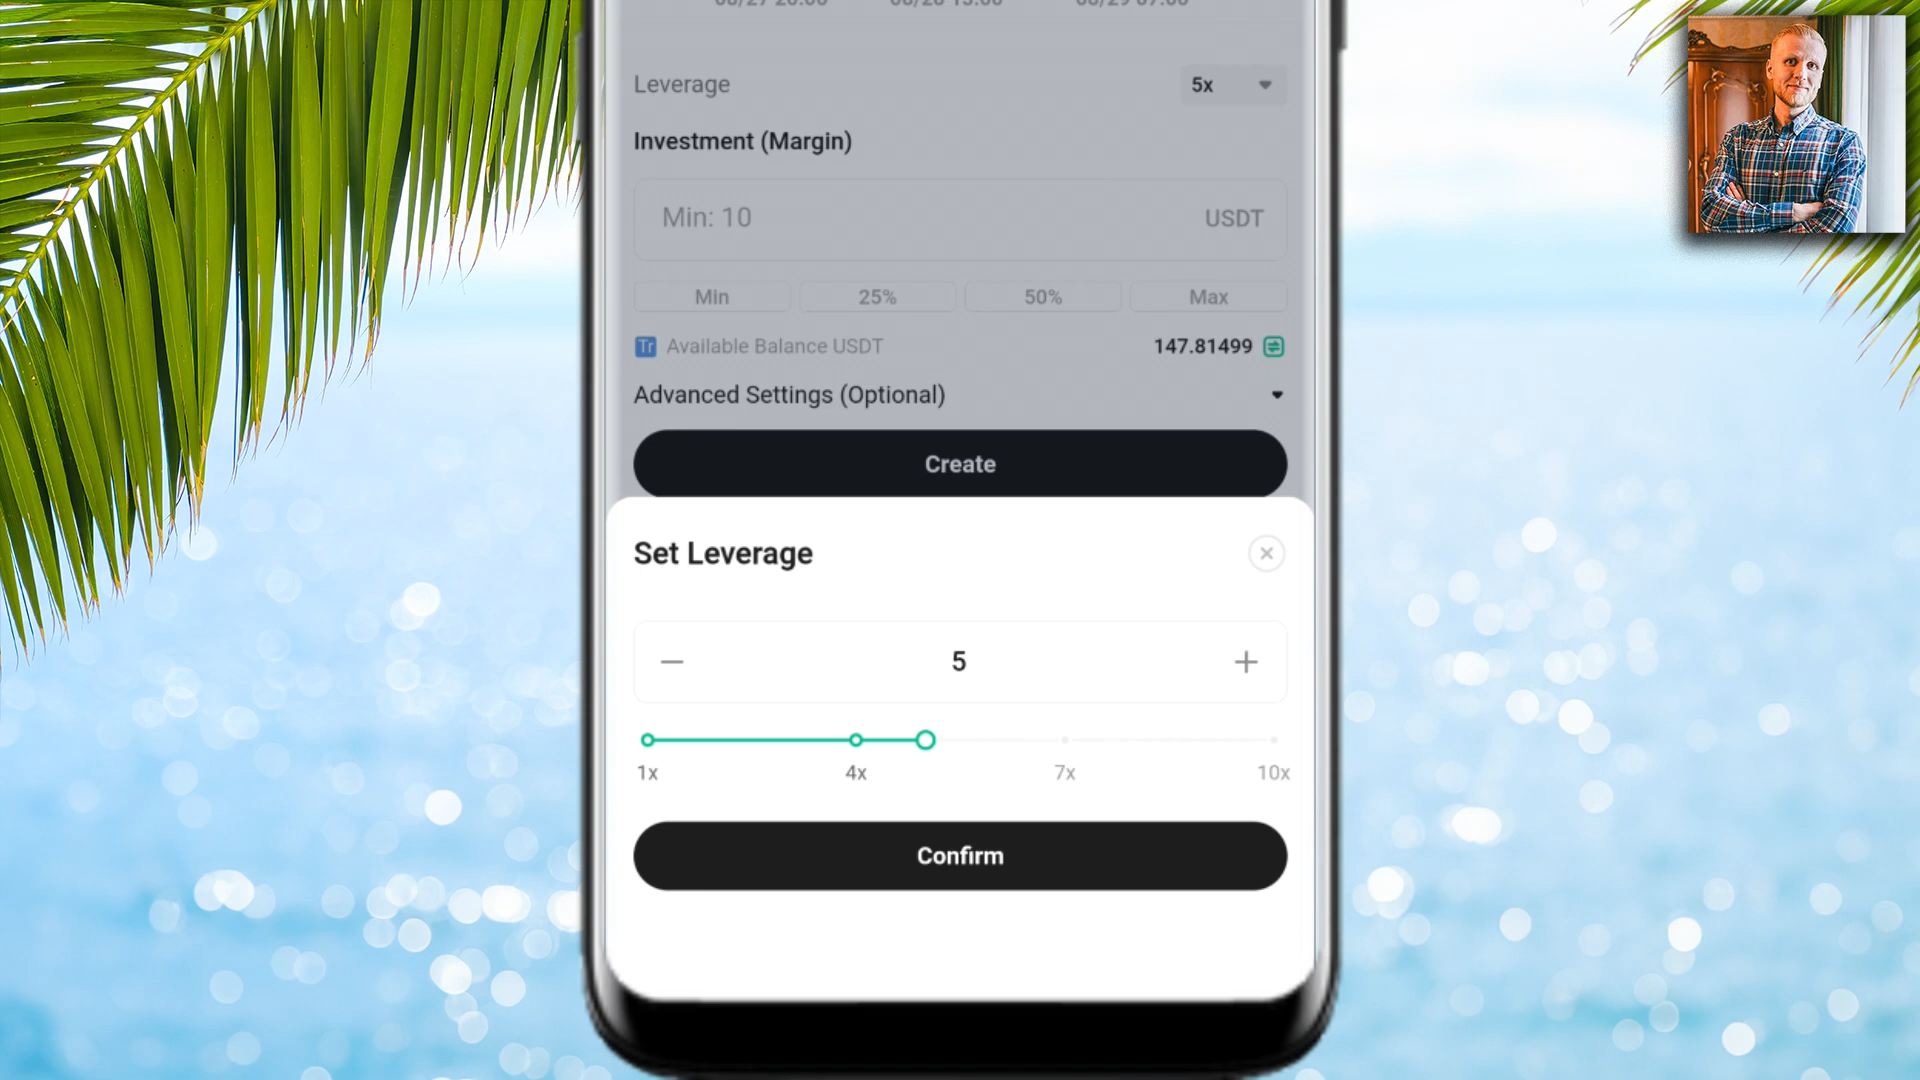 Leverage 5x
Investment (Margin)
Min: 10 USDT
Min 25% 50% Max
Tr Available Balance USDT 147.81499
Advanced Settings (Optional)
Create
Set Leverage
5
1x 4x 7x 10x
Confirm